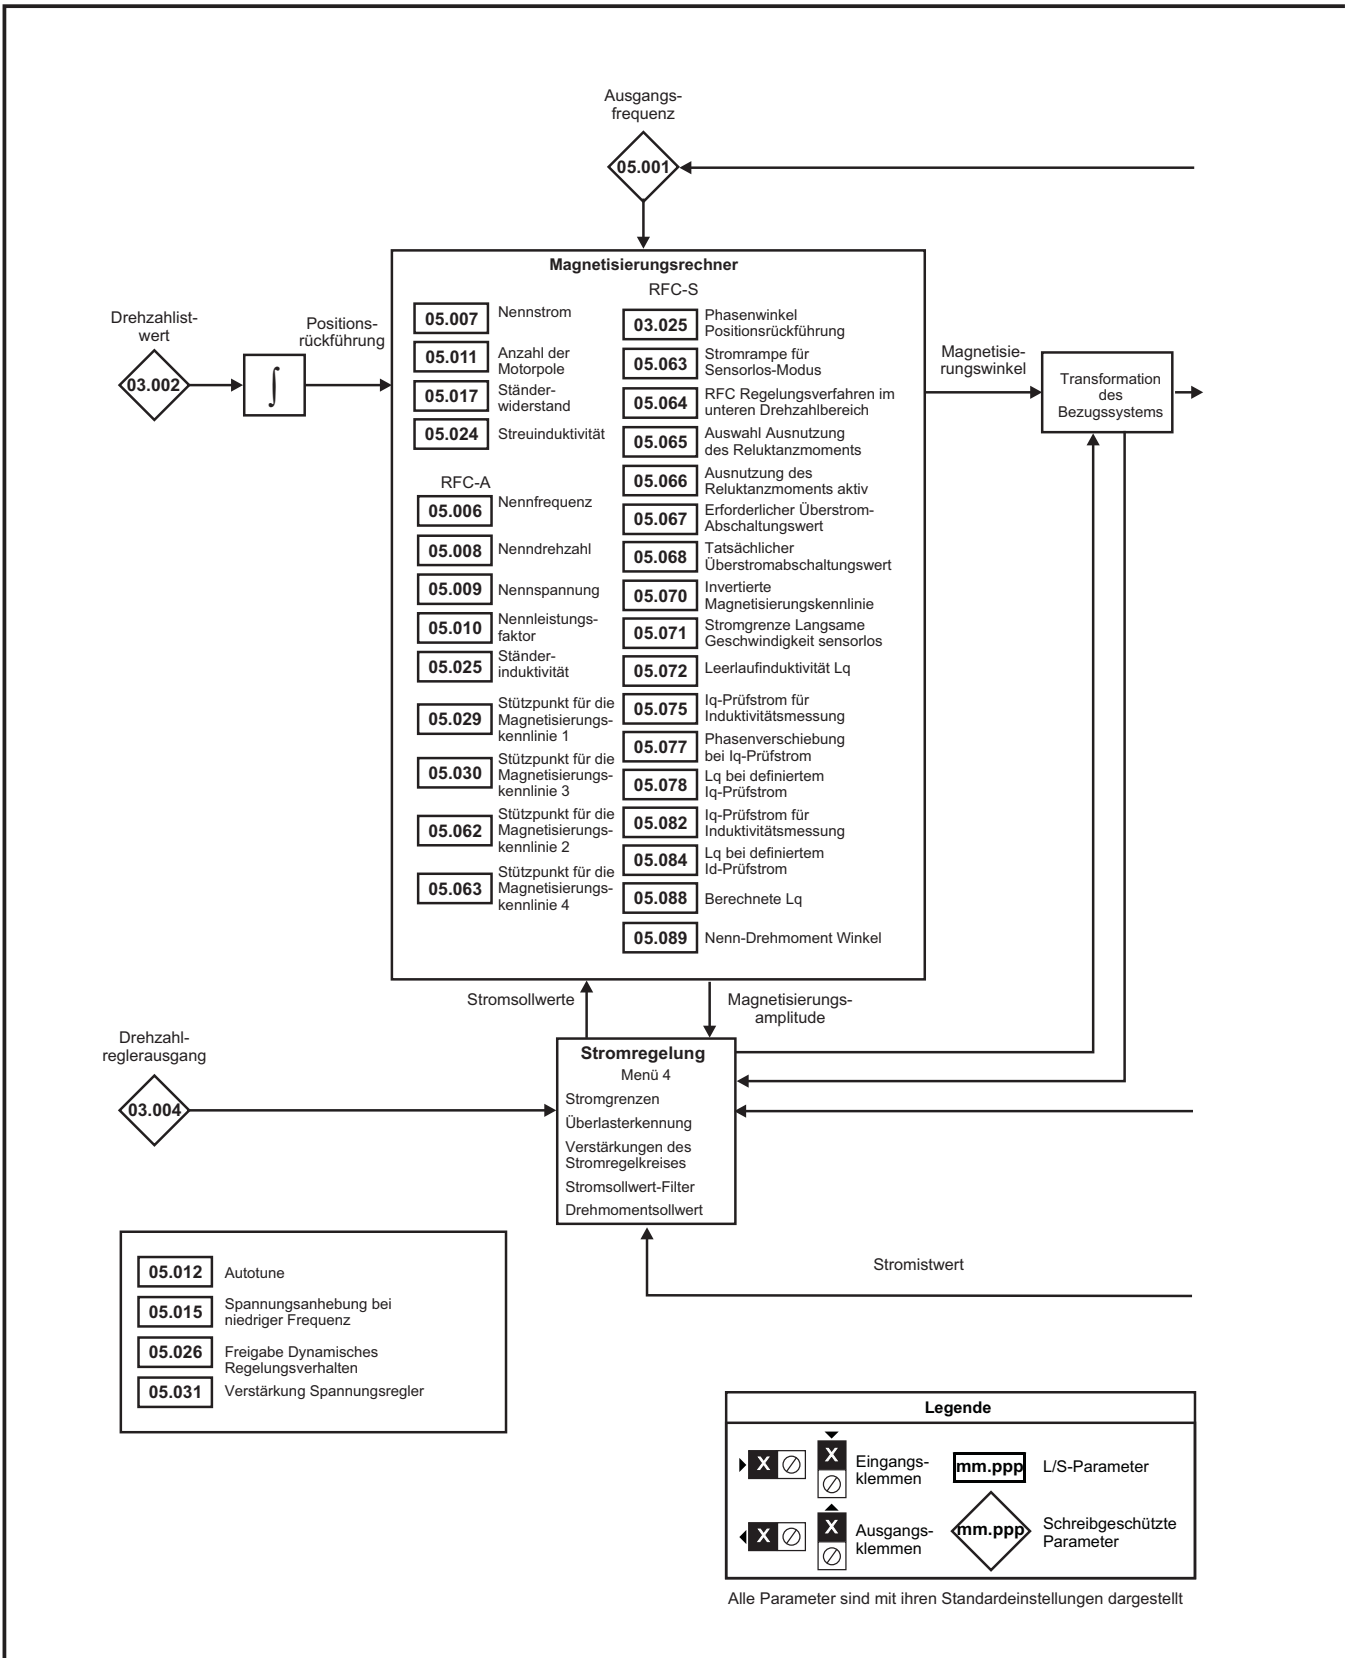 Ausgangs-
frequenz
05.001
Drehzahlist-
wert
03.002
∫
Positions-
rückführung
Magnetisierungsrechner
05.007
Nennstrom
05.011
Anzahl der
Motorpole
05.017
Ständer-
widerstand
05.024
Streuinduktivität
RFC-A
05.006
Nennfrequenz
05.008
Nenndrehzahl
05.009
Nennspannung
05.010
Nennleistungs-
faktor
05.025
Ständer-
induktivität
05.029
Stützpunkt für die
Magnetisierungs-
kennlinie 1
05.030
Stützpunkt für die
Magnetisierungs-
kennlinie 3
05.062
Stützpunkt für die
Magnetisierungs-
kennlinie 2
05.063
Stützpunkt für die
Magnetisierungs-
kennlinie 4
RFC-S
03.025
Phasenwinkel
Positionsrückführung
05.063
Stromrampe für
Sensorlos-Modus
05.064
RFC Regelungsverfahren im
unteren Drehzahlbereich
05.065
Auswahl Ausnutzung
des Reluktanzmoments
05.066
Ausnutzung des
Reluktanzmoments aktiv
05.067
Erforderlicher Überstrom-
Abschaltungswert
05.068
Tatsächlicher
Überstromabschaltungswert
05.070
Invertierte
Magnetisierungskennlinie
05.071
Stromgrenze Langsame
Geschwindigkeit sensorlos
05.072
Leerlaufinduktivität Lq
05.075
Iq-Prüfstrom für
Induktivitätsmessung
05.077
Phasenverschiebung
bei Iq-Prüfstrom
05.078
Lq bei definiertem
Iq-Prüfstrom
05.082
Iq-Prüfstrom für
Induktivitätsmessung
05.084
Lq bei definiertem
Id-Prüfstrom
05.088
Berechnete Lq
05.089
Nenn-Drehmoment Winkel
Magnetisie-
rungswinkel
Transformation
des
Bezugssystems
Stromsollwerte
Magnetisierungs-
amplitude
Drehzahl-
reglerausgang
03.004
Stromregelung
Menü 4
Stromgrenzen
Überlasterkennung
Verstärkungen des
Stromregelkreises
Stromsollwert-Filter
Drehmomentsollwert
Stromistwert
05.012
Autotune
05.015
Spannungsanhebung bei
niedriger Frequenz
05.026
Freigabe Dynamisches
Regelungsverhalten
05.031
Verstärkung Spannungsregler
Legende
X
X
Eingangs-
klemmen
mm.ppp
L/S-Parameter
X
X
Ausgangs-
klemmen
mm.ppp
Schreibgeschützte
Parameter
Alle Parameter sind mit ihren Standardeinstellungen dargestellt